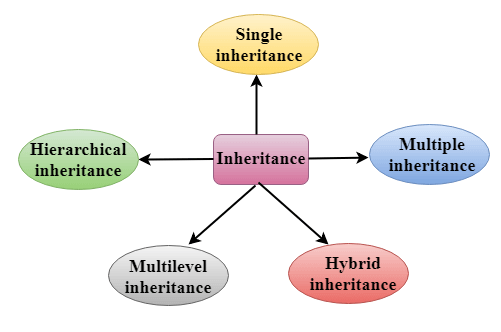 Single
inheritance
Hierarchical
inheritance
Inheritance
Multiple
inheritance
Multilevel
inheritance
Hybrid
inheritance